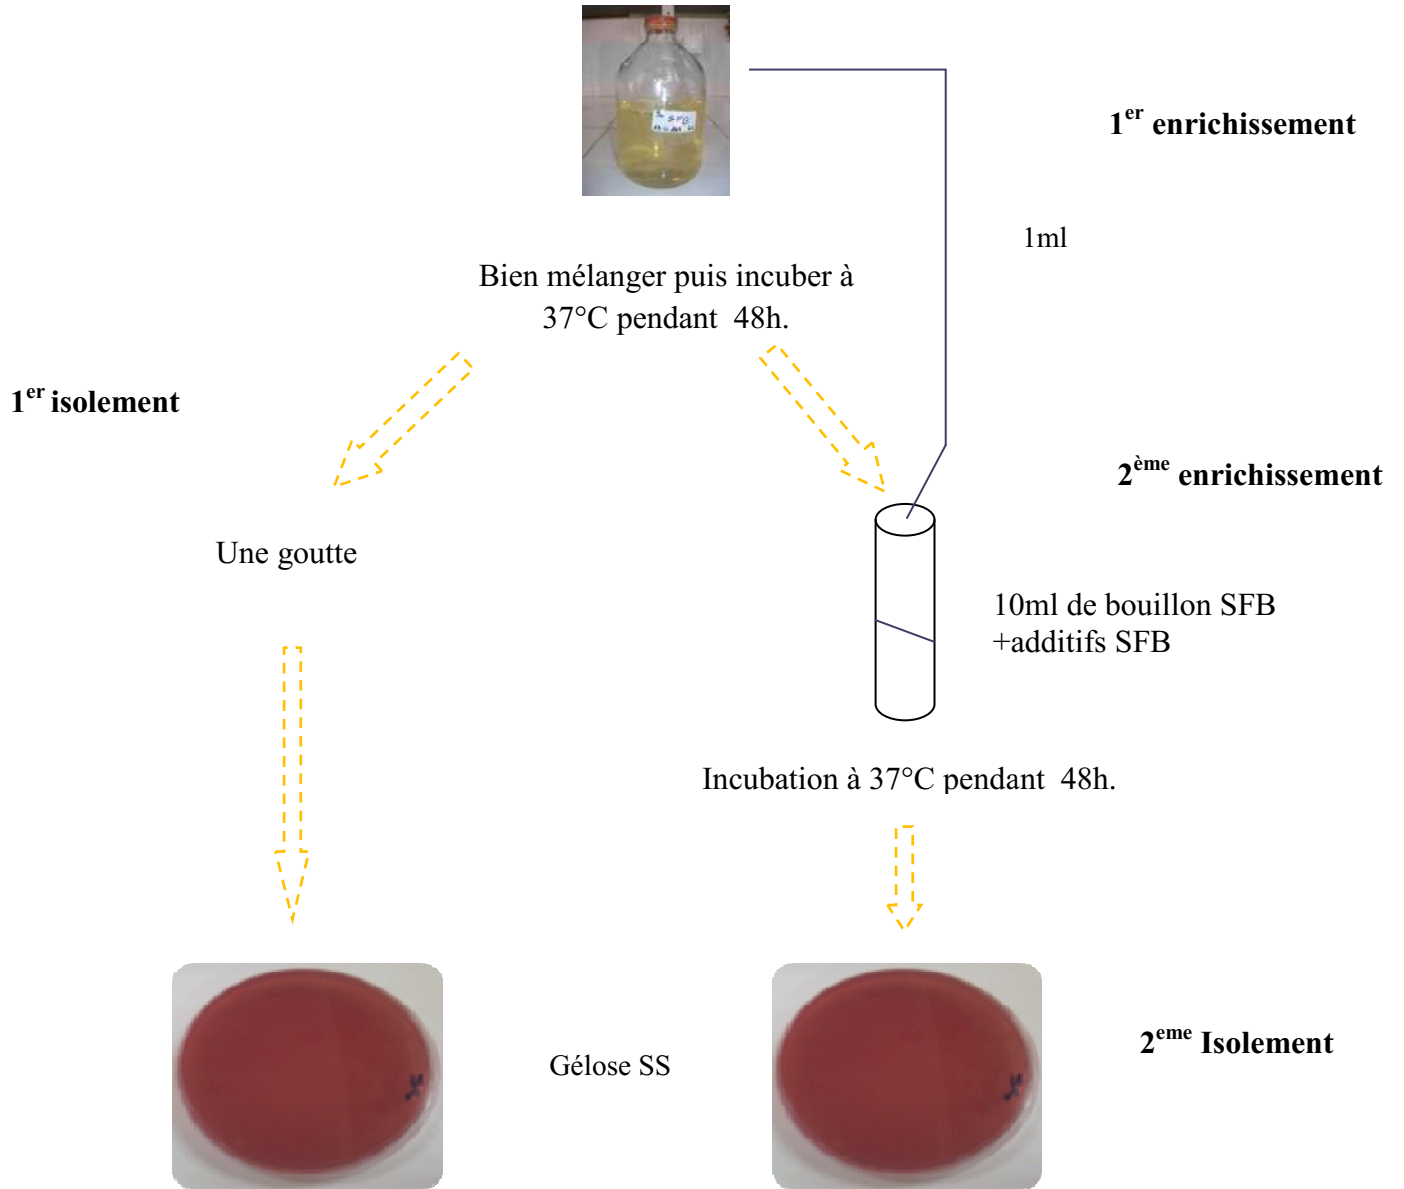 SFB
1er enrichissement
1ml
Bien mélanger puis incuber à
37°C pendant 48h.
1er isolement
2ème enrichissement
Une goutte
10ml de bouillon SFB
+additifs SFB
Incubation à 37°C pendant 48h.
Gélose SS
2eme Isolement